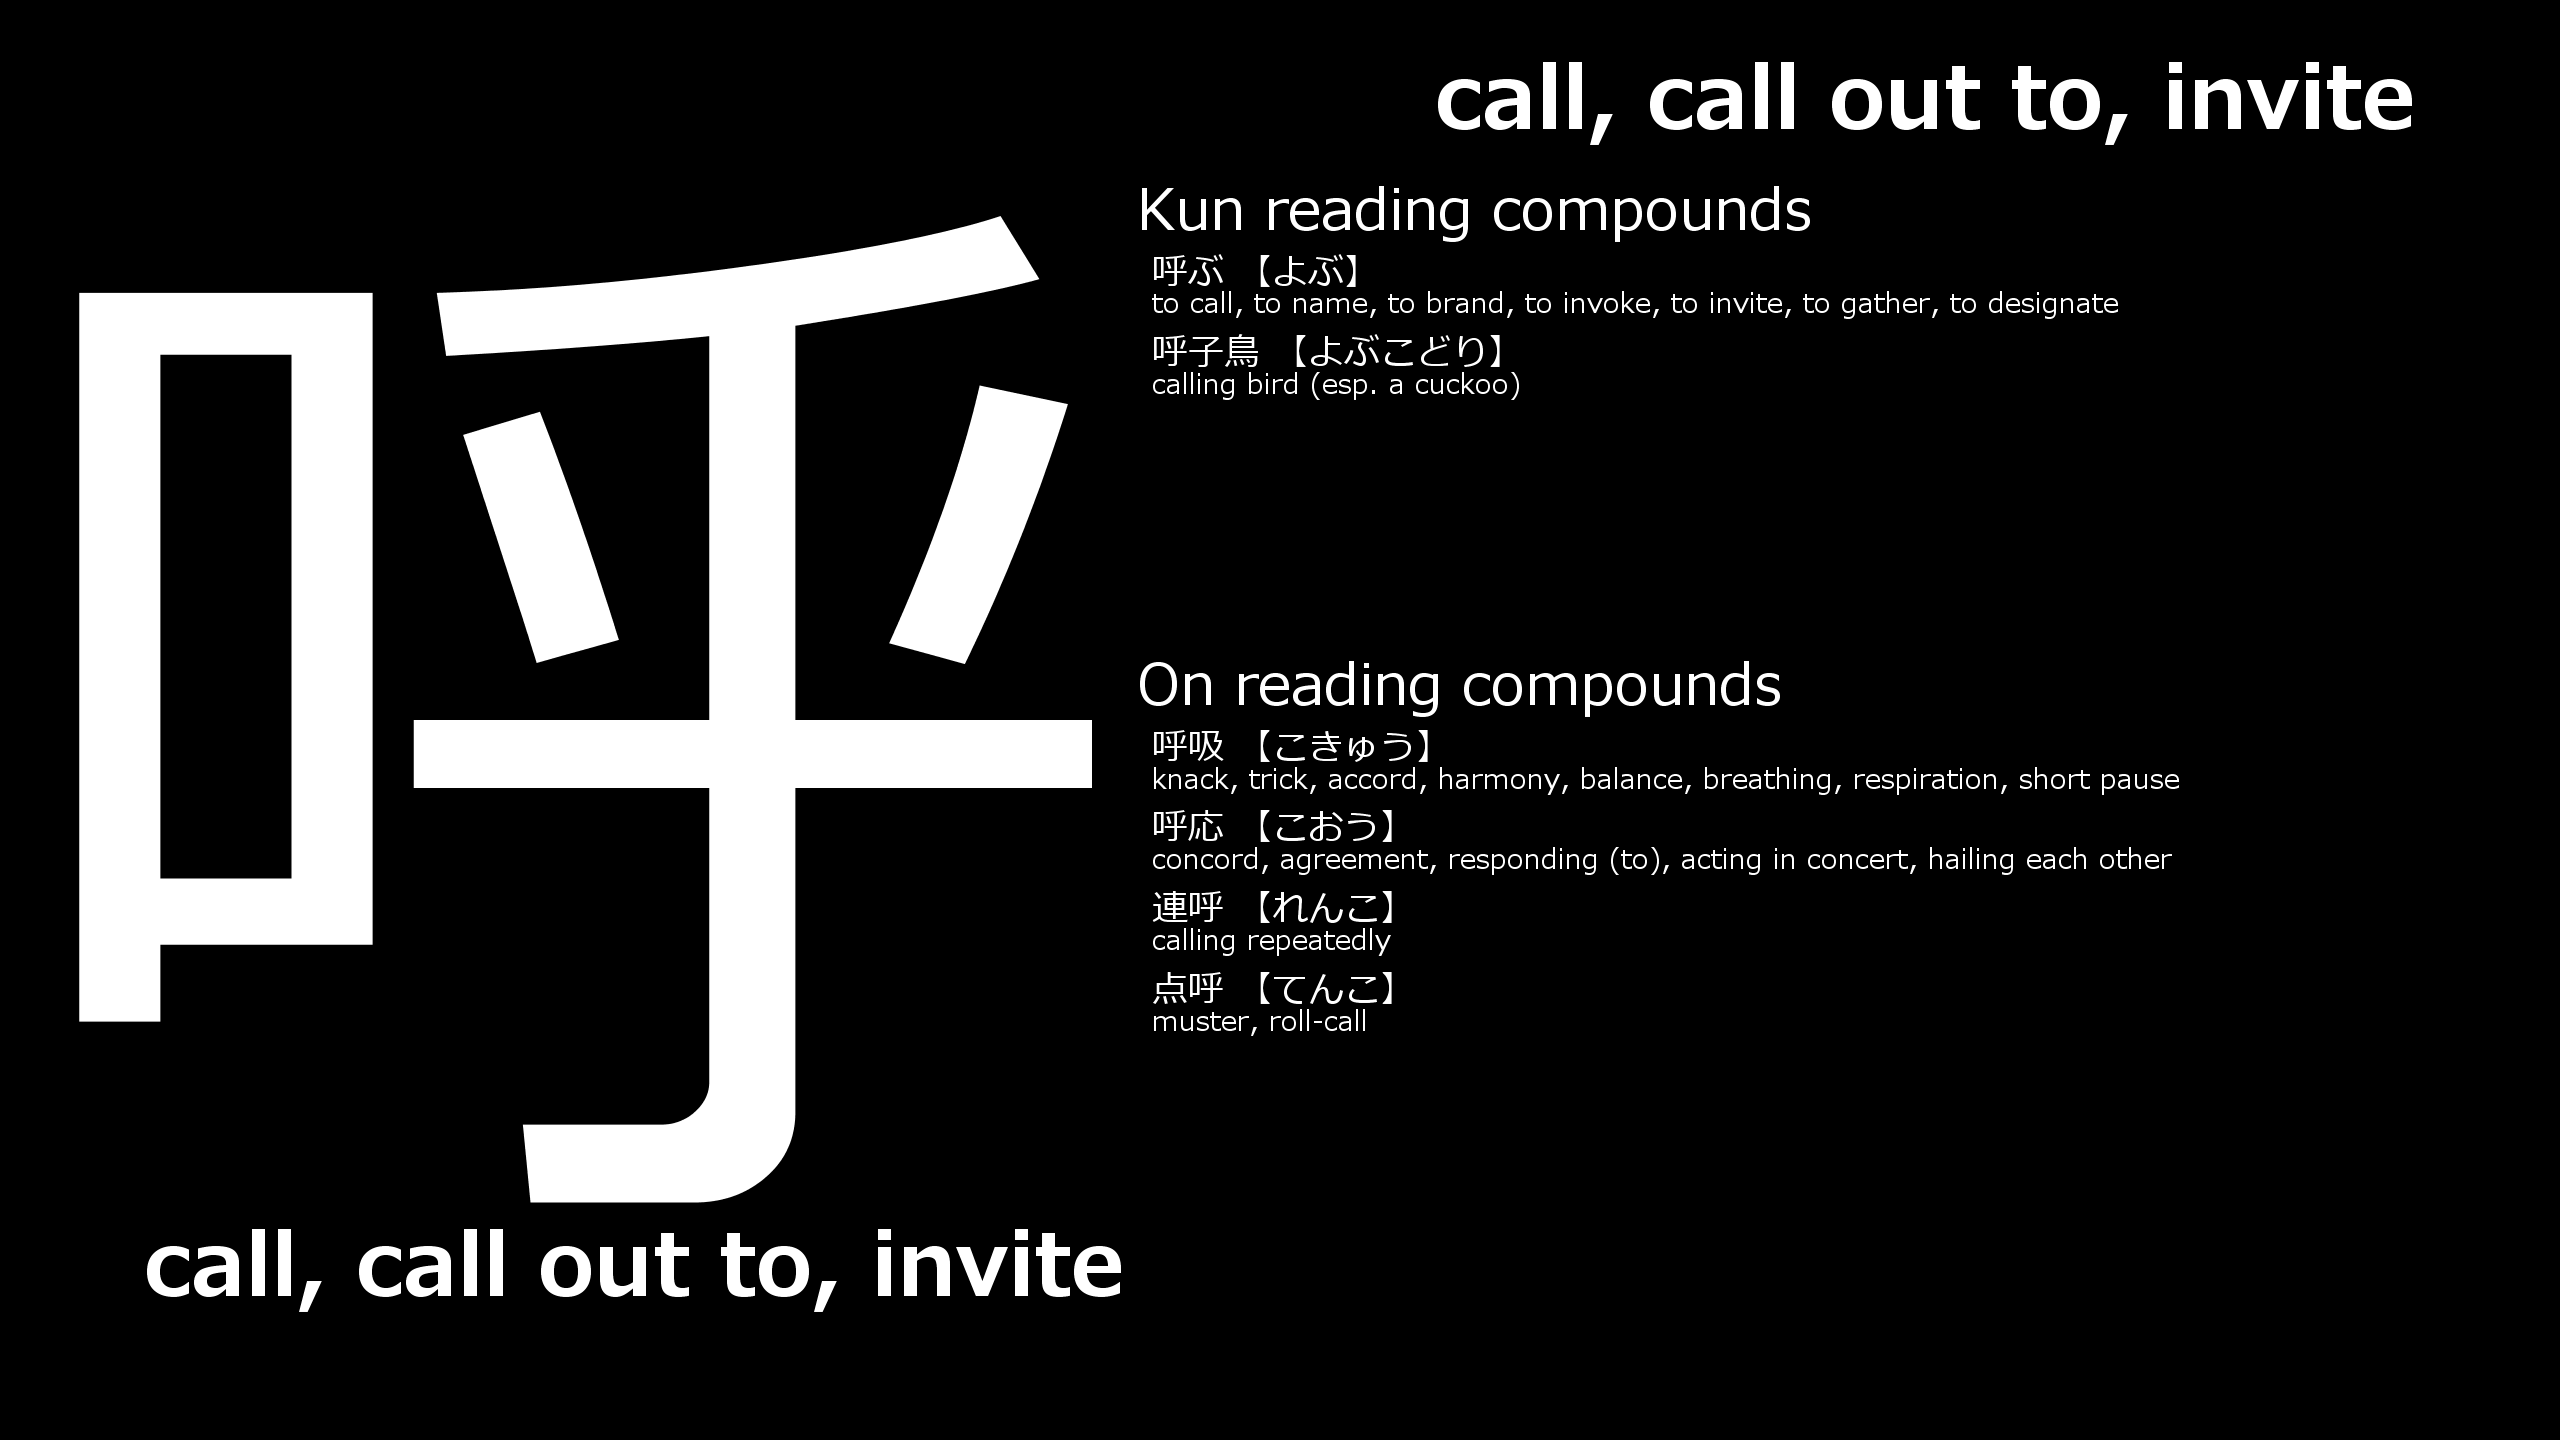 call, call out to, invite
呼
Kun reading compounds
呼ぶ 【よぶ】
to call, to name, to brand, to invoke, to invite, to gather, to designate
呼子鳥 【よぶこどり】
calling bird (esp. a cuckoo)
On reading compounds
呼吸 【こきゅう】
knack, trick, accord, harmony, balance, breathing, respiration, short pause
呼応 【こおう】
concord, agreement, responding (to), acting in concert, hailing each other
連呼 【れんこ】
calling repeatedly
点呼 【てんこ】
muster, roll-call
call, call out to, invite